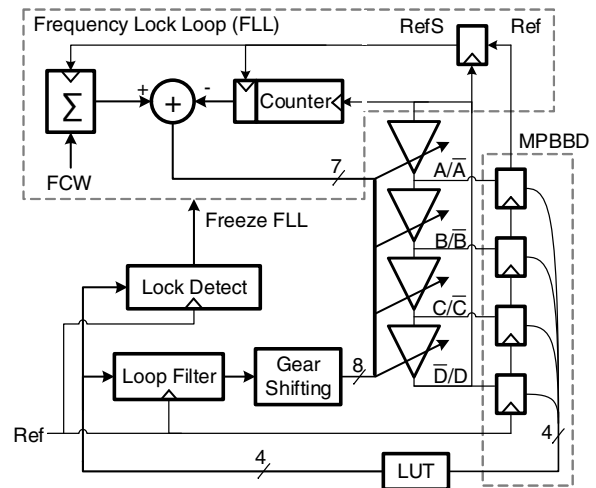 Frequency Lock Loop (FLL)
RefS
Ref
Σ
+
+
-
Counter
FCW
7
MPBBD
A/A̅
Freeze FLL
B/B̅
Lock Detect
C/C̅
Loop Filter
Gear
Shifting
8
D̅/D
Ref
4
LUT
4